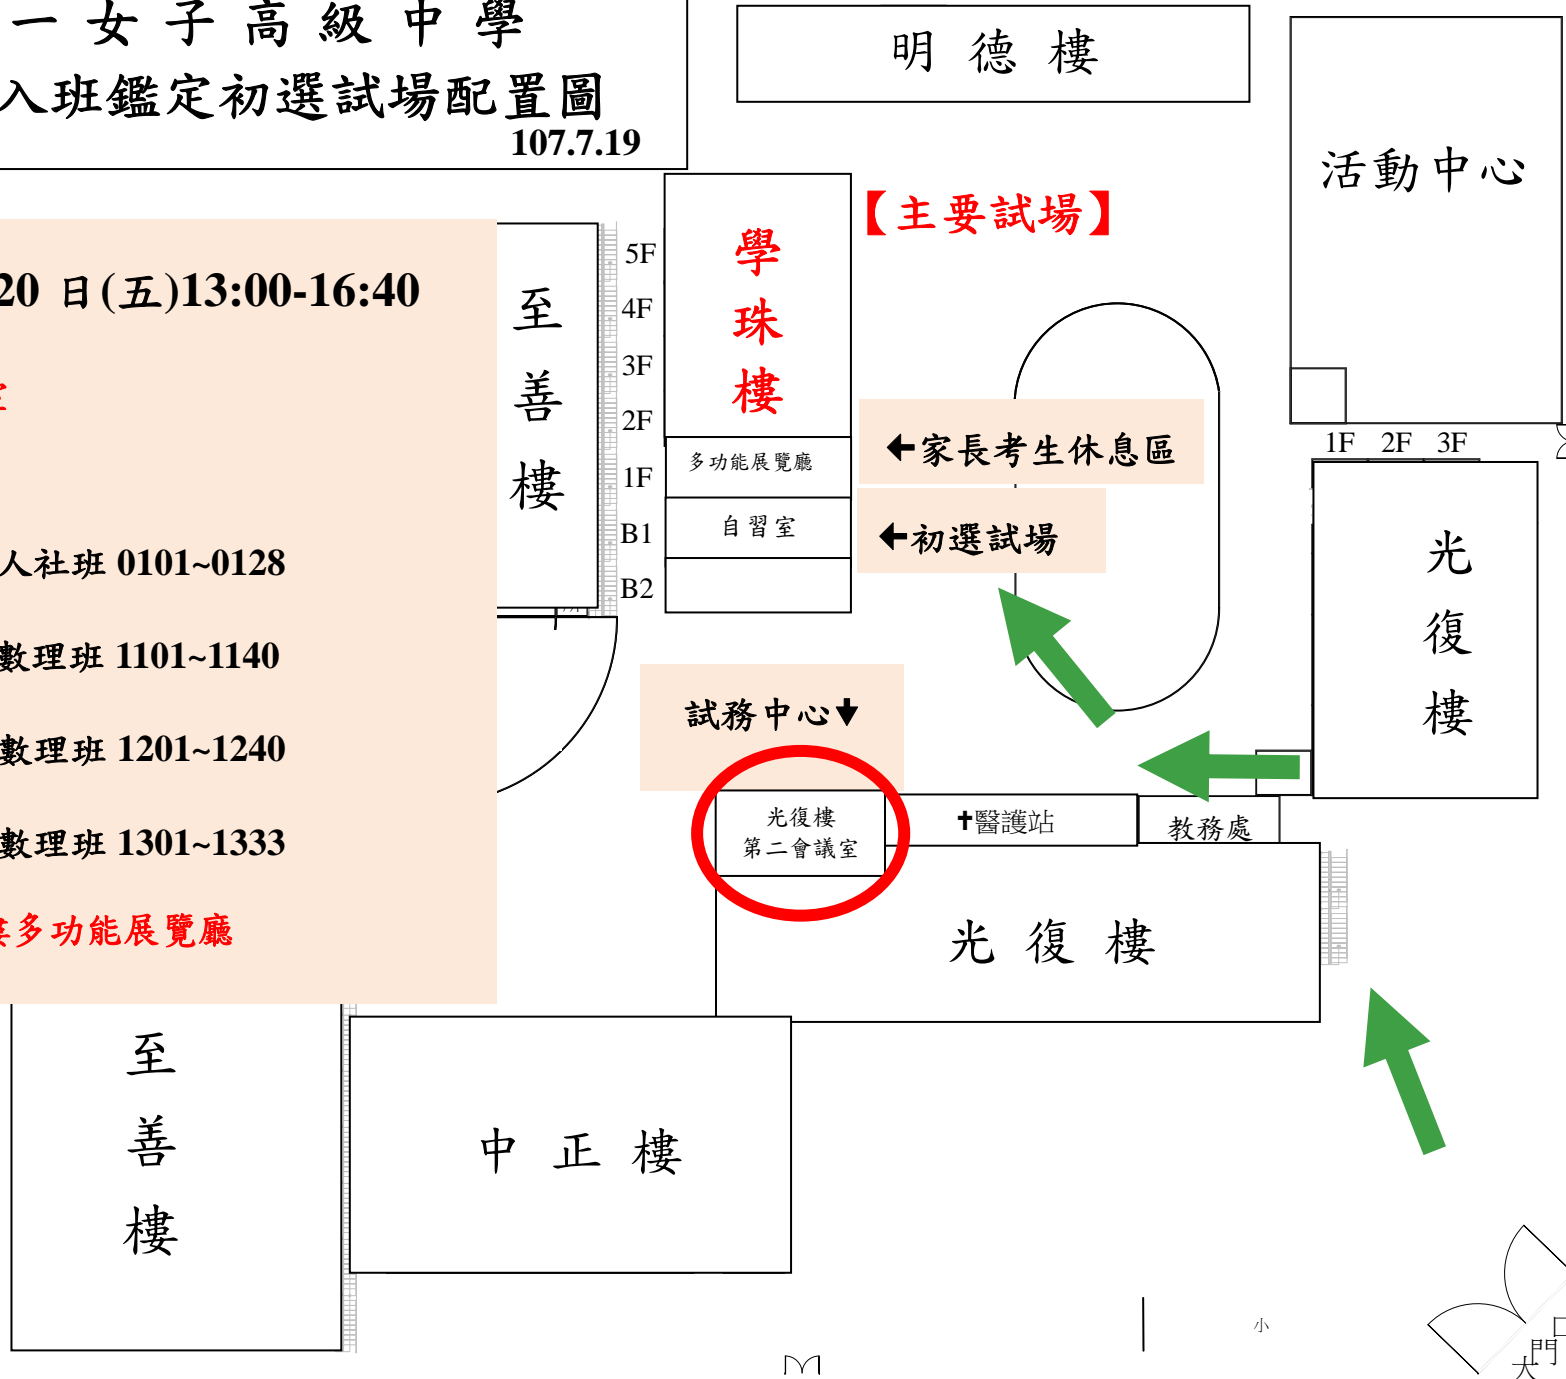 一女子高級中學
入班鑑定初選試場配置圖
107.7.19
明德樓
活動中心
【主要試場】
20 日(五)13:00-16:40
人社班 0101~0128
數理班 1101~1140
數理班 1201~1240
數理班 1301~1333
多功能展覽廳
至善樓
5F
4F
3F
2F
1F
B1
B2
學珠樓
多功能展覽廳
自習室
←家長考生休息區
←初選試場
1F 2F 3F
光復樓
試務中心↓
光復樓
第二會議室
✝醫護站
教務處
光復樓
至善樓
中正樓
小
大門口